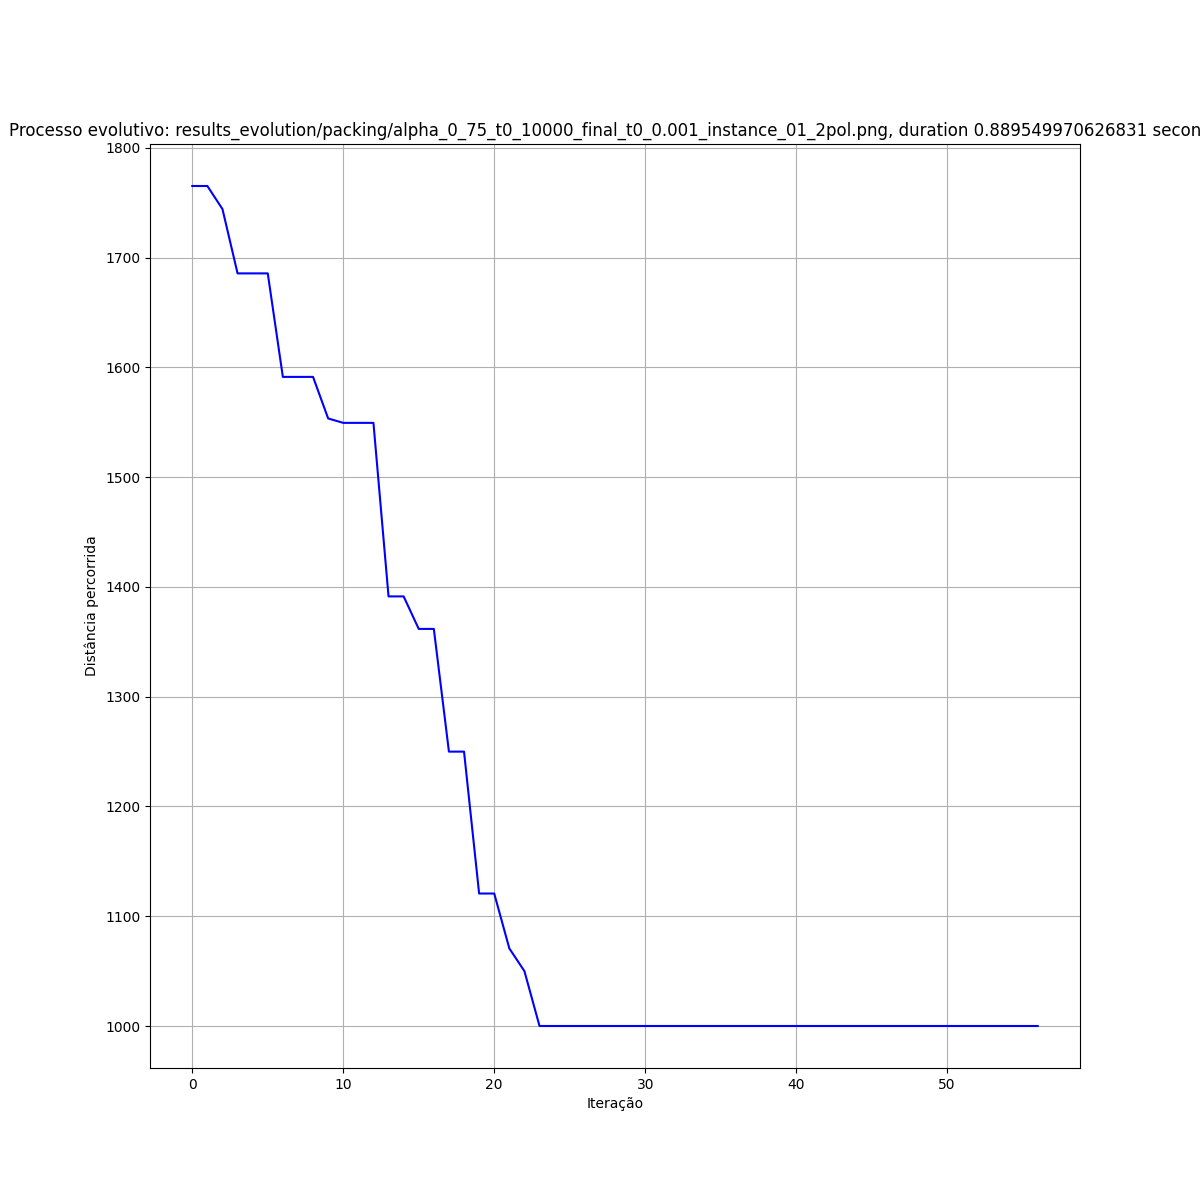 Processo evolutivo: results_evolution/packing/alpha_0_75_t0_10000_final_t0_0.001_instance_01_2pol.png, duration 0.889549970626831 secon
1800
1700
1600
1500
1400
1300
1200
1100
1000
Distância percorrida
0 10 20 30 40 50
Iteração